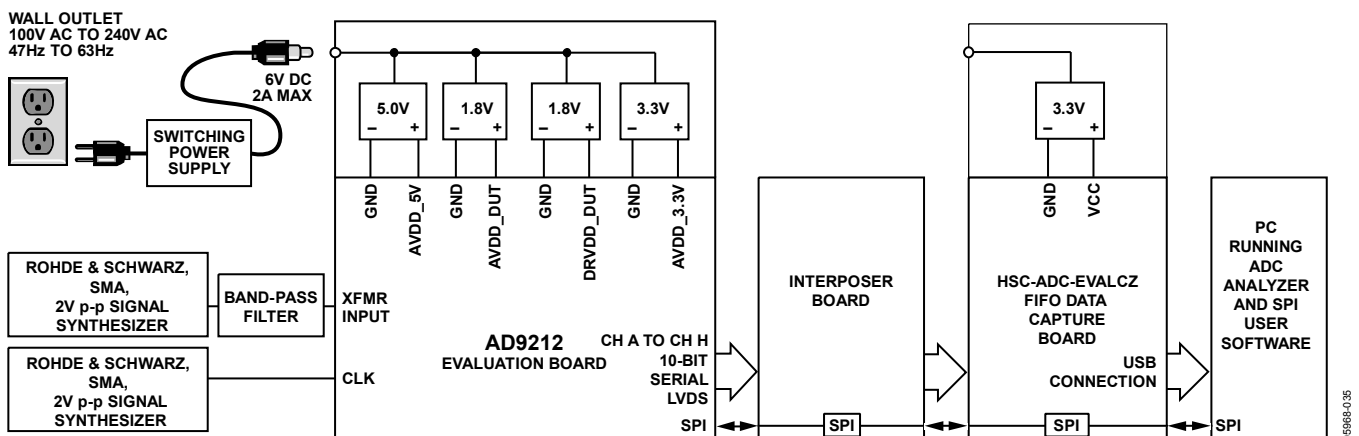 WALL OUTLET
100V AC TO 240V AC
47Hz TO 63Hz
6V DC
2A MAX
SWITCHING
POWER
SUPPLY
5.0V
– +
1.8V
– +
1.8V
– +
3.3V
– +
GND
AVDD_5V
GND
AVDD_DUT
GND
DRVDD_DUT
GND
AVDD_3.3V
3.3V
– +
GND
VCC
ROHDE & SCHWARZ,
SMA,
2V p-p SIGNAL
SYNTHESIZER
BAND-PASS
FILTER
XFMR
INPUT
ROHDE & SCHWARZ,
SMA,
2V p-p SIGNAL
SYNTHESIZER
CLK
AD9212
EVALUATION BOARD
CH A TO CH H
10-BIT
SERIAL
LVDS
SPI
INTERPOSER
BOARD
SPI
HSC-ADC-EVALCZ
FIFO DATA
CAPTURE
BOARD
USB
CONNECTION
SPI
PC
RUNNING
ADC
ANALYZER
AND SPI
USER
SOFTWARE
SPI
5968-035